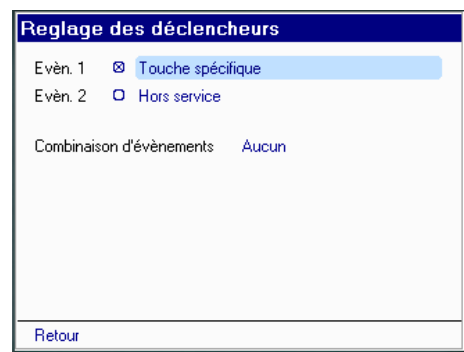 Reglage des déclencheurs
Evèn. 1 Touche spécifique
Evèn. 2 Hors service
Combinaison d'évènements Aucun
Retour